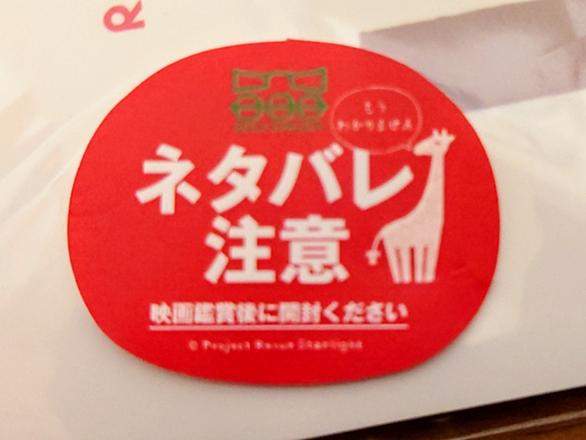 R
ネタバレ
注意
映画鑑賞後に開封ください
© Project Revue Starlight